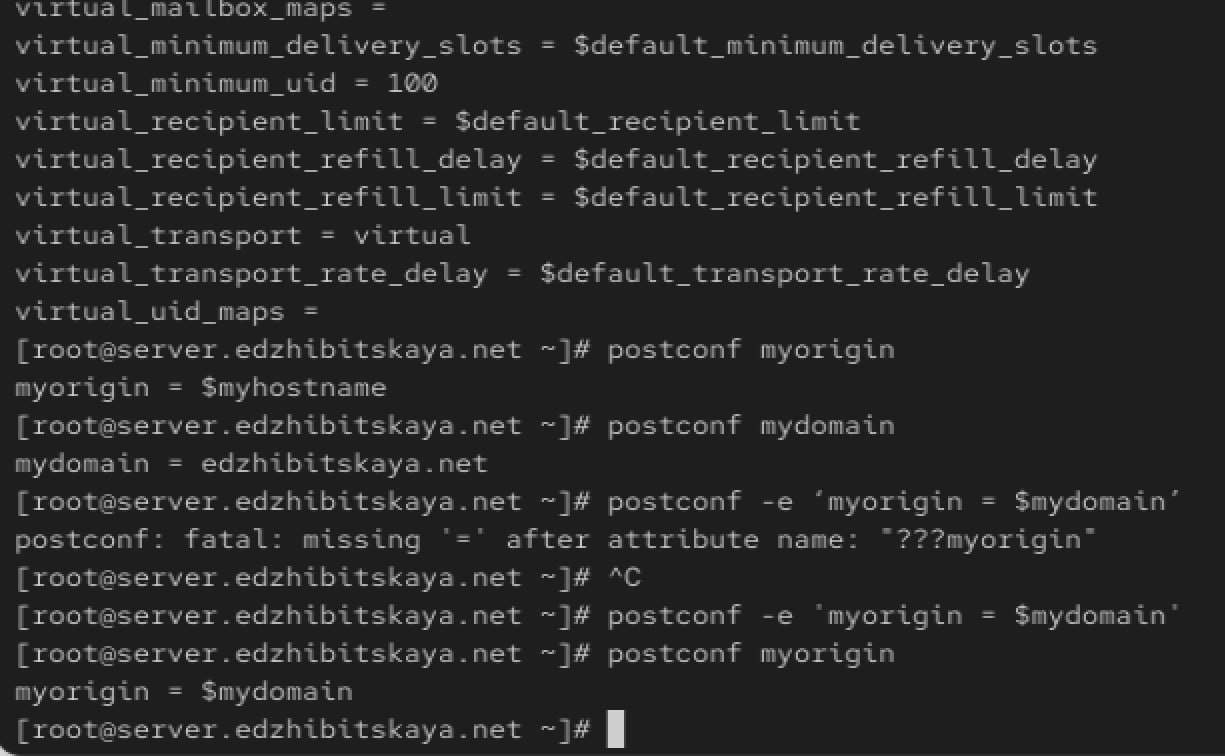 virtual_mailbox_maps =
virtual_minimum_delivery_slots = $default_minimum_delivery_slots
virtual_minimum_uid = 100
virtual_recipient_limit = $default_recipient_limit
virtual_recipient_refill_delay = $default_recipient_refill_delay
virtual_recipient_refill_limit = $default_recipient_refill_limit
virtual_transport = virtual
virtual_transport_rate_delay = $default_transport_rate_delay
virtual_uid_maps =
[root@server.edzhibitskaya.net ~]# postconf myorigin
myorigin = $myhostname
[root@server.edzhibitskaya.net ~]# postconf mydomain
mydomain = edzhibitskaya.net
[root@server.edzhibitskaya.net ~]# postconf -e ‘myorigin = $mydomain’
postconf: fatal: missing '=' after attribute name: "???myorigin"
[root@server.edzhibitskaya.net ~]# ^C
[root@server.edzhibitskaya.net ~]# postconf -e 'myorigin = $mydomain'
[root@server.edzhibitskaya.net ~]# postconf myorigin
myorigin = $mydomain
[root@server.edzhibitskaya.net ~]#